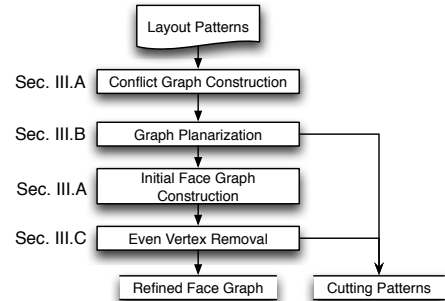 Layout Patterns
Sec. III.A
Conflict Graph Construction
Sec. III.B
Graph Planarization
Sec. III.A
Initial Face Graph
Construction
Sec. III.C
Even Vertex Removal
Refined Face Graph
Cutting Patterns